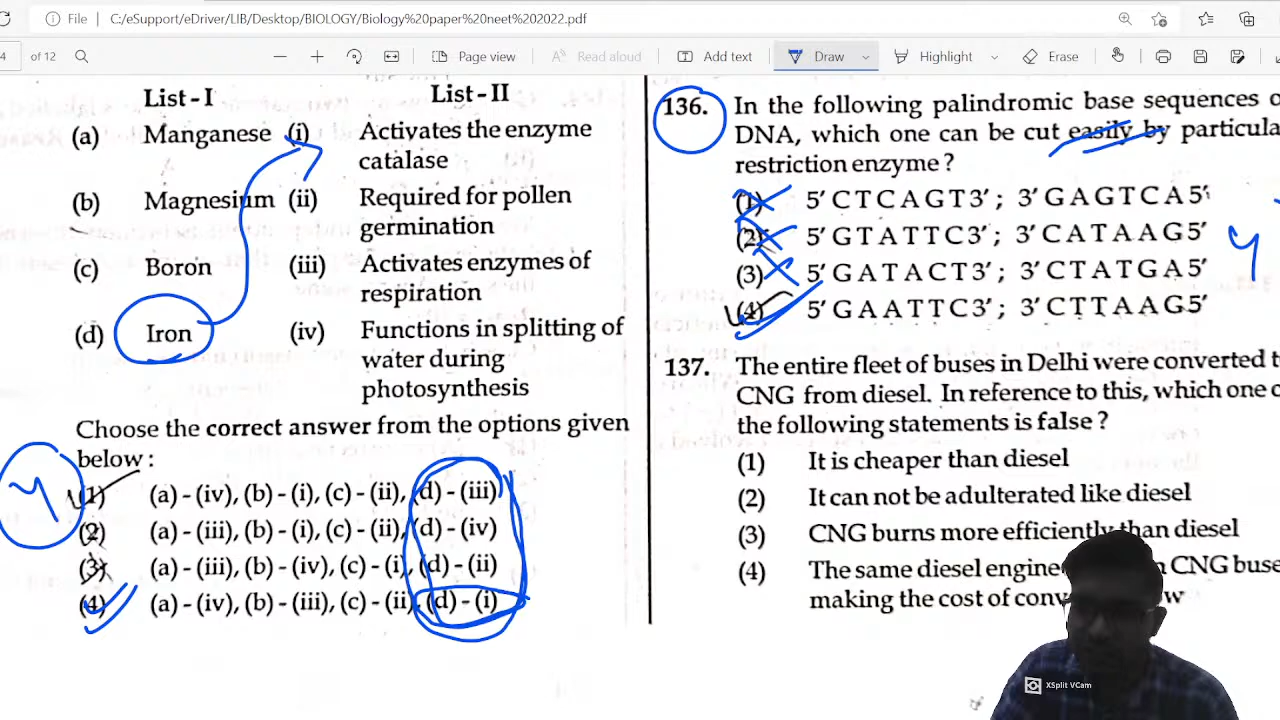 File
C:/eSupport/eDriver/LIB/Desktop/BIOLOGY/Biology%20paper%20neet%202022.pdf
4 of 12
Page view
Read aloud
Add text
Draw
Highlight
Erase
List - I
List - II
(a) Manganese (i) Activates the enzyme
catalase
(b) Magnesium (ii) Required for pollen
germination
(c) Boron (iii) Activates enzymes of
respiration
(d) Iron (iv) Functions in splitting of
water during
photosynthesis
Choose the correct answer from the options given
below :
(1) (a) - (iv), (b) - (i), (c) - (ii), (d) - (iii)
(2) (a) - (iii), (b) - (i), (c) - (ii), (d) - (iv)
(3) (a) - (iii), (b) - (iv), (c) - (i), (d) - (ii)
(4) (a) - (iv), (b) - (iii), (c) - (ii), (d) - (i)
4
136. In the following palindromic base sequences o
DNA, which one can be cut easily by particula
restriction enzyme ?
(1) 5' C T C A G T 3' ; 3' G A G T C A 5'
(2) 5' G T A T T C 3' ; 3' C A T A A G 5'
(3) 5' G A T A C T 3' ; 3' C T A T G A 5'
(4) 5' G A A T T C 3' ; 3' C T T A A G 5'
4
137. The entire fleet of buses in Delhi were converted t
CNG from diesel. In reference to this, which one o
the following statements is false ?
(1) It is cheaper than diesel
(2) It can not be adulterated like diesel
(3) CNG burns more efficiently than diesel
(4) The same diesel engine CNG buse
making the cost of conv w
XSplit VCam